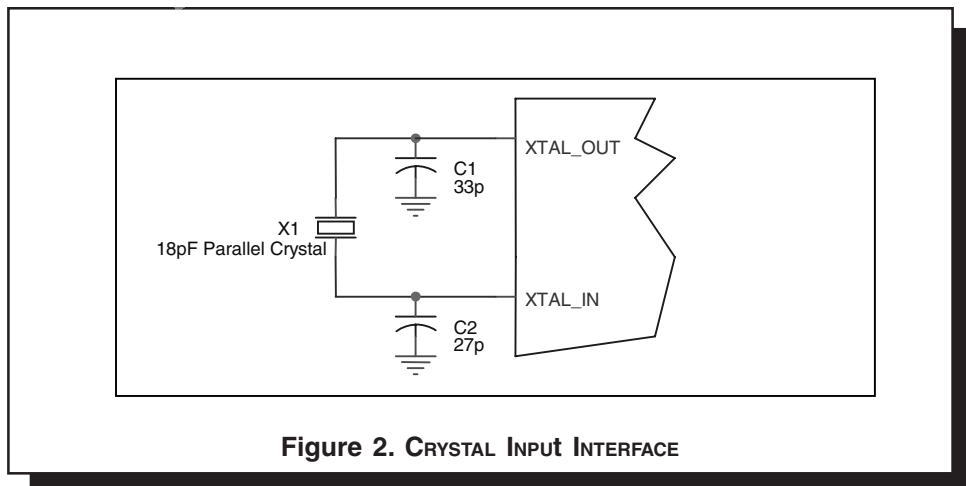 XTAL_OUT
C1
33p
X1
18pF Parallel Crystal
XTAL_IN
C2
27p
Figure 2. CRYSTAL INPUt INTERFACE